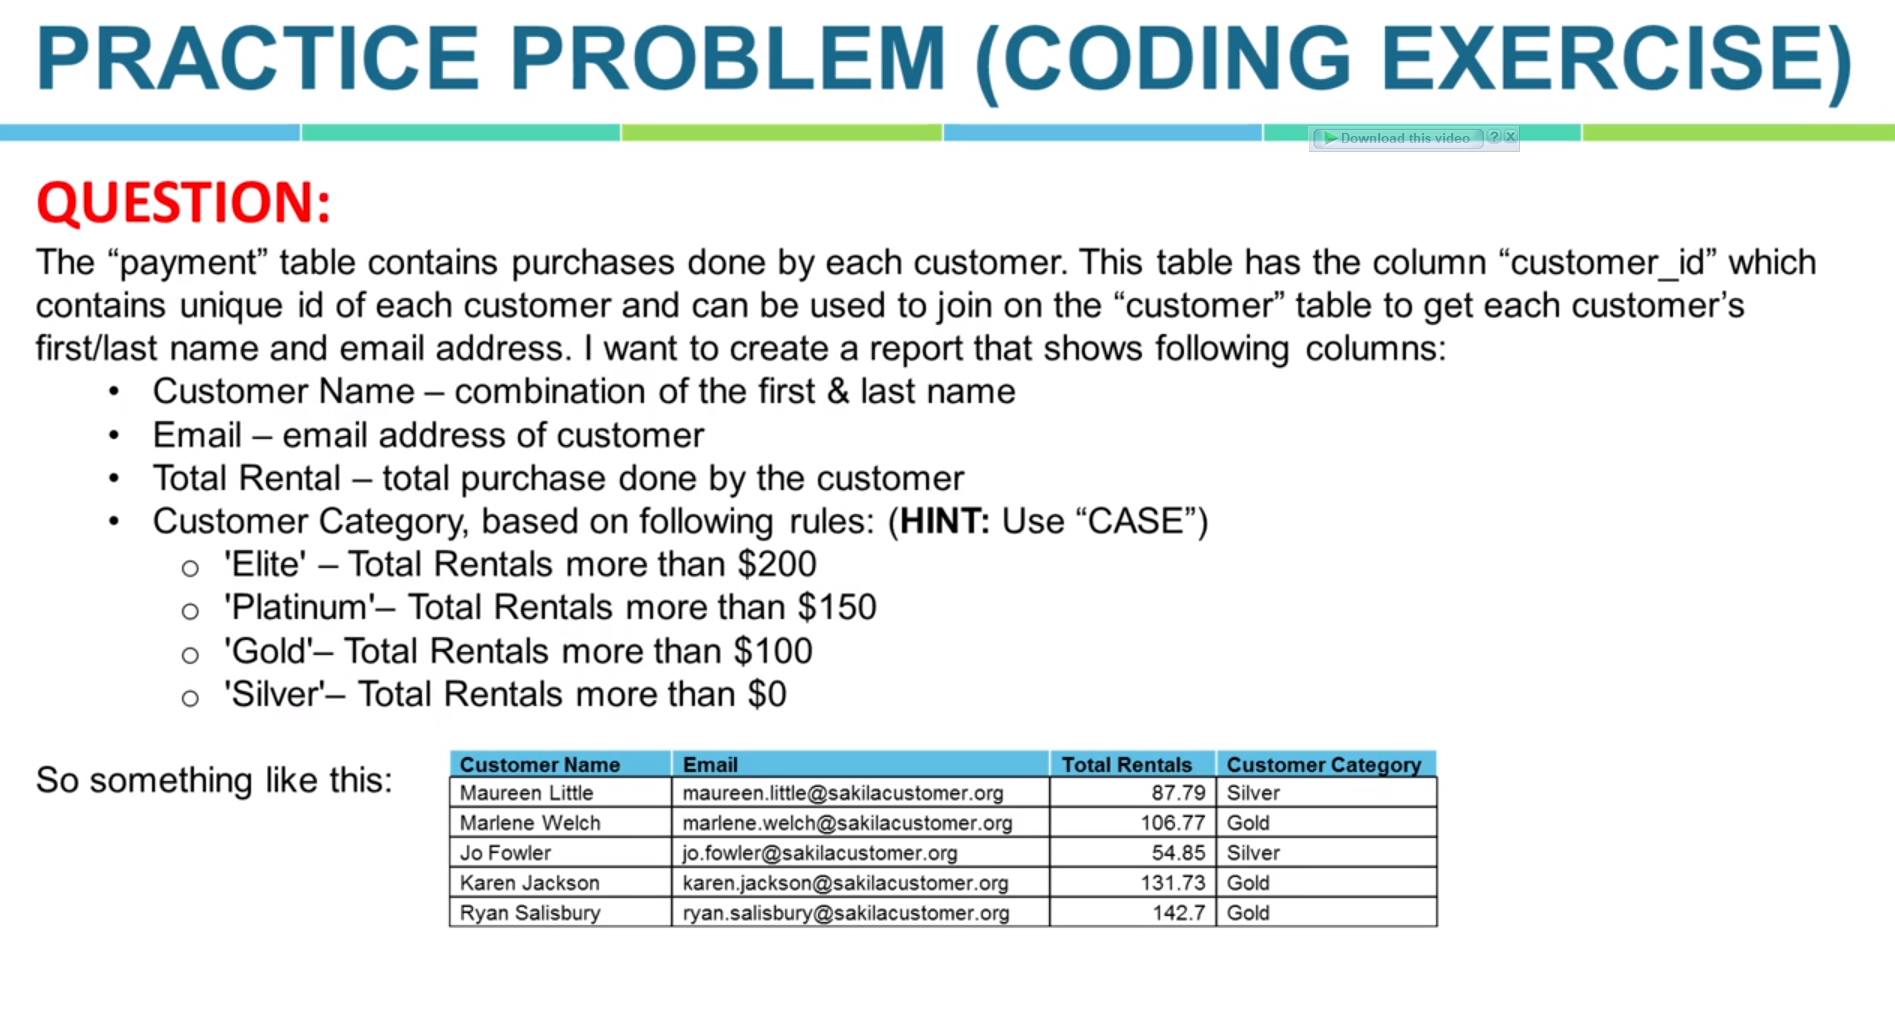 PRACTICE PROBLEM (CODING EXERCISE)
Download this video ? X
QUESTION:
The “payment” table contains purchases done by each customer. This table has the column “customer_id” which
contains unique id of each customer and can be used to join on the “customer” table to get each customer’s
first/last name and email address. I want to create a report that shows following columns:
• Customer Name – combination of the first & last name
• Email – email address of customer
• Total Rental – total purchase done by the customer
• Customer Category, based on following rules: (HINT: Use “CASE”)
o 'Elite' – Total Rentals more than $200
o 'Platinum'– Total Rentals more than $150
o 'Gold'– Total Rentals more than $100
o 'Silver'– Total Rentals more than $0
So something like this:
Customer Name Email Total Rentals Customer Category
Maureen Little maureen.little@sakilacustomer.org 87.79 Silver
Marlene Welch marlene.welch@sakilacustomer.org 106.77 Gold
Jo Fowler jo.fowler@sakilacustomer.org 54.85 Silver
Karen Jackson karen.jackson@sakilacustomer.org 131.73 Gold
Ryan Salisbury ryan.salisbury@sakilacustomer.org 142.7 Gold